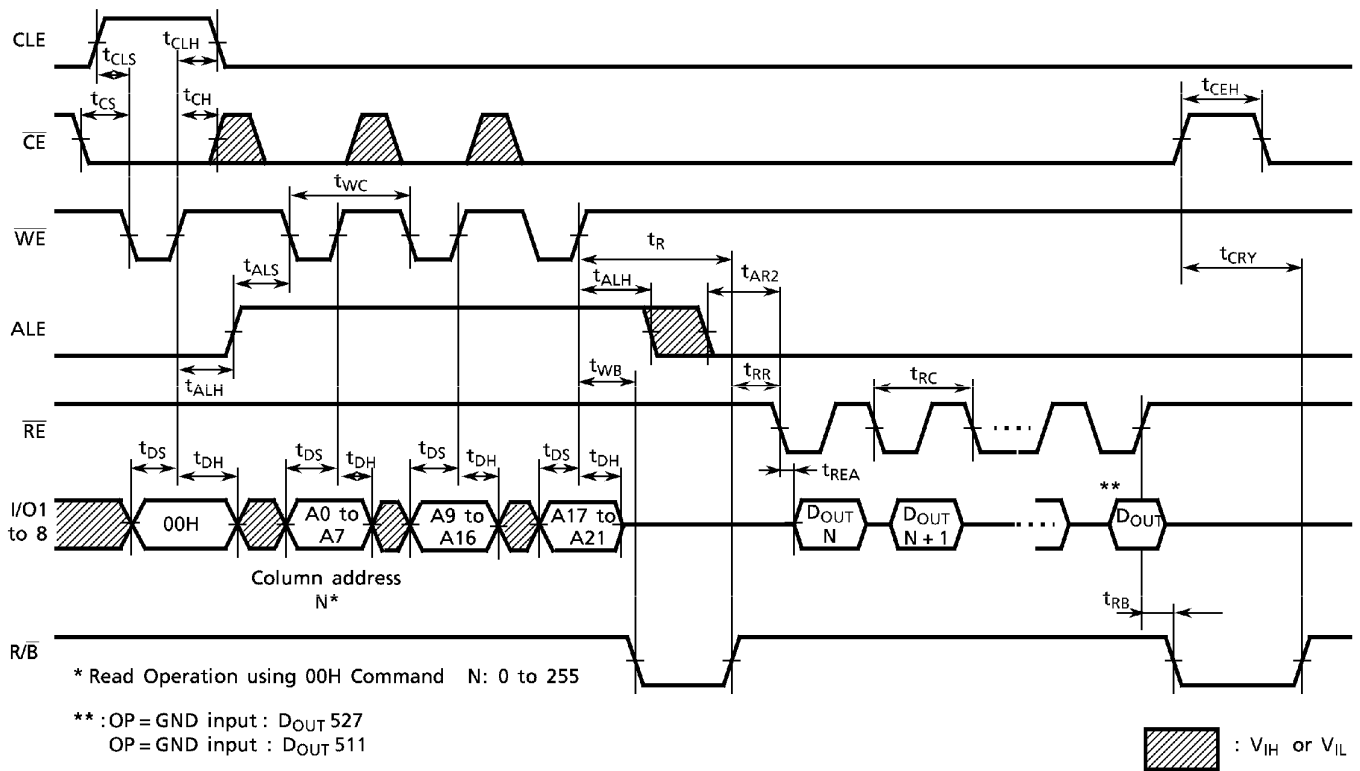 CLE
tCLS
tCLH
CE
tCS
tCH
tCEH
WE
tWC
tR
tCRY
ALE
tALS
tALH
tALH
tAR2
RE
tWB
tRR
tRC
tREA
I/O1
to 8
tDS
tDH
tDS
tDH
tDS
tDH
tDS
tDH
00H
A0 to
A7
A9 to
A16
A17 to
A21
DOUT
N
DOUT
N + 1
**
DOUT
Column address
N*
tRB
R/B
* Read Operation using 00H Command N: 0 to 255
** : OP = GND input : DOUT 527
OP = GND input : DOUT 511
: VIH or VIL